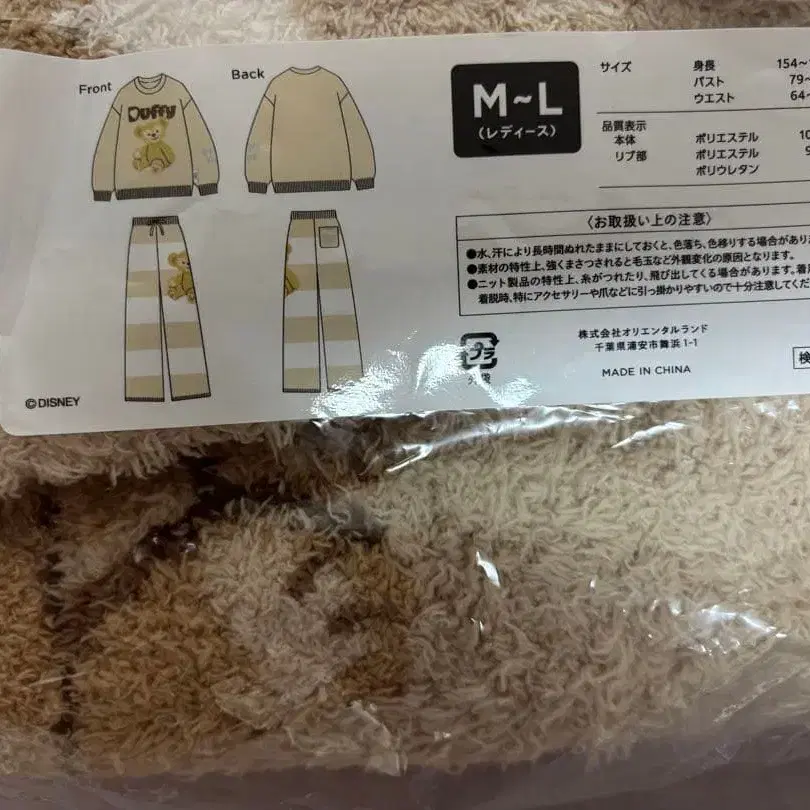 Front
Back
Duffy
M~L
(レディース)
サイズ 身長 154~
バスト 79~
ウエスト 64~
品質表示
本体 ポリエステル
リブ部 ポリエステル
ポリウレタン
〈お取扱い上の注意〉
●水、汗により長時間ぬれたままにしておくと、色落ち、色移りする場合があり
●素材の特性上、強くまさつされると毛玉など外観変化の原因となります。
●ニット製品の特性上、糸がつれたり、飛び出してくる場合があります。着
着脱時、特にアクセサリーや爪などに引っ掛かりやすいので十分注意してくだ
プラ
株式会社オリエンタルランド
千葉県浦安市舞浜1-1
MADE IN CHINA
検
©DISNEY